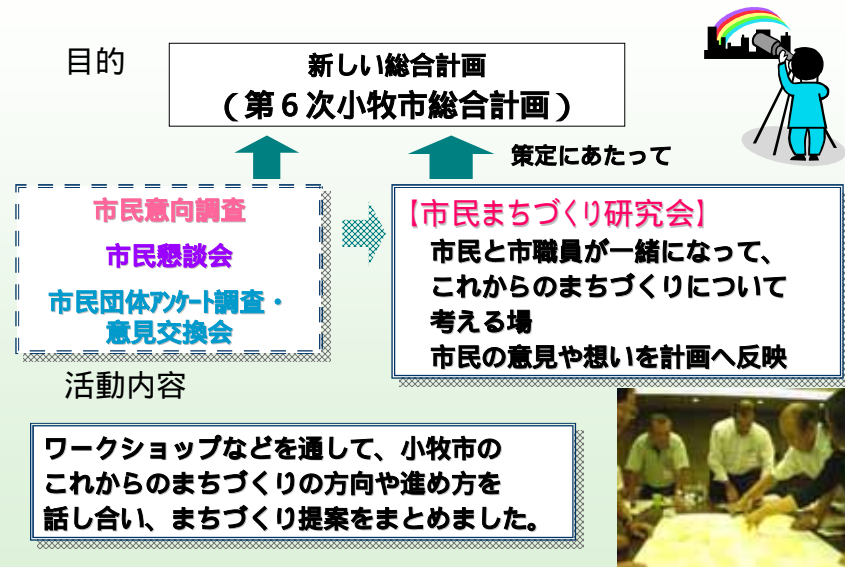 目的
新しい総合計画
（第６次小牧市総合計画）
策定にあたって
市民意向調査
市民懇談会
市民団体ｱﾝｹｰﾄ調査・
意見交換会
【市民まちづくり研究会】
市民と市職員が一緒になって、
これからのまちづくりについて
考える場
市民の意見や想いを計画へ反映
活動内容
ワークショップなどを通して、小牧市の
これからのまちづくりの方向や進め方を
話し合い、まちづくり提案をまとめました。